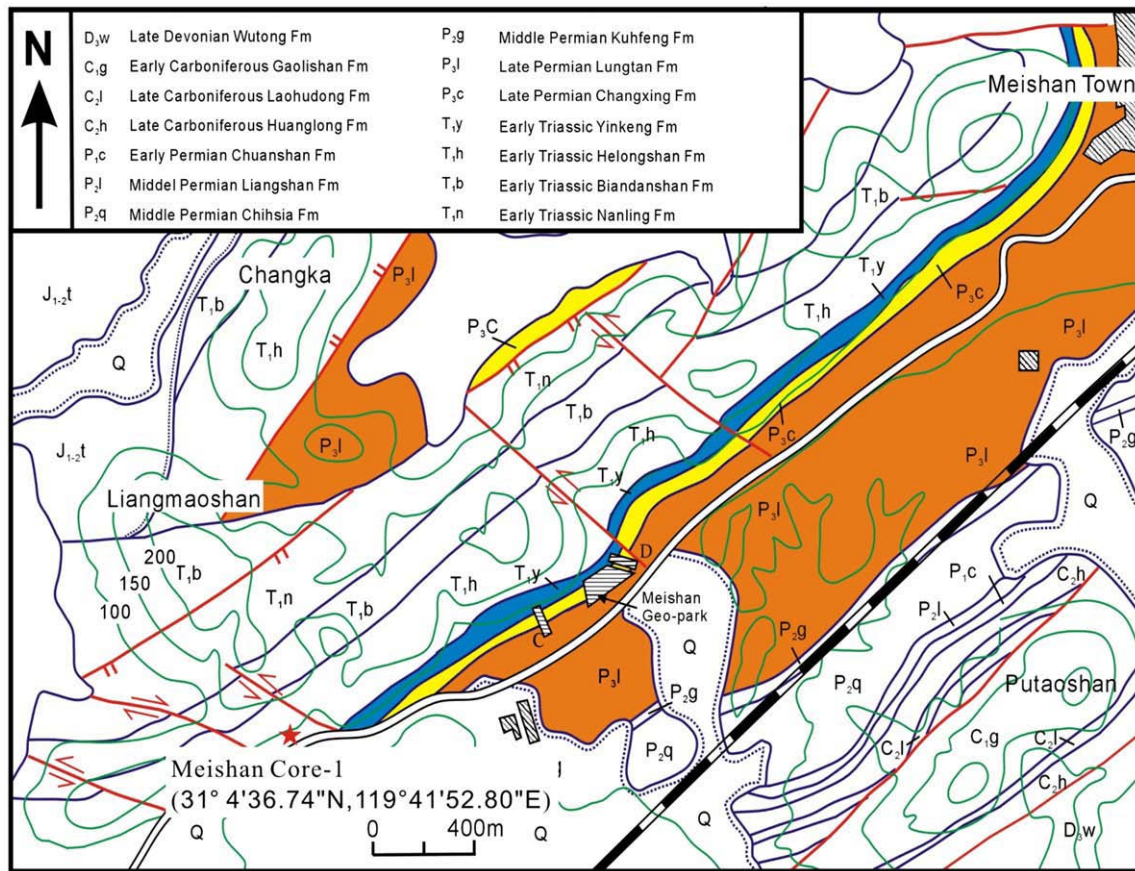 N
D₃w Late Devonian Wutong Fm
C₁g Early Carboniferous Gaolishan Fm
C₂l Late Carboniferous Laohudong Fm
C₂h Late Carboniferous Huanglong Fm
P₁c Early Permian Chuanshan Fm
P₂l Middel Permian Liangshan Fm
P₂q Middle Permian Chihsia Fm
P₂g Middle Permian Kuhfeng Fm
P₃l Late Permian Lungtan Fm
P₃c Late Permian Changxing Fm
T₁y Early Triassic Yinkeng Fm
T₁h Early Triassic Helongshan Fm
T₁b Early Triassic Biandanshan Fm
T₁n Early Triassic Nanling Fm
Meishan Town
T₁b
Changka
P₃l
J₁₋₂t
T₁b
T₁y
P₃c
Q
T₁h
P₃C
T₁h
P₃l
T₁n
T₁b
P₂g
J₁₋₂t
P₃l
T₁h
P₃c
P₃l
Liangmaoshan
T₁y
P₃l
200
150
100
T₁b
T₁n
T₁b
T₁h
T₁y
D
Meishan
Geo-park
C
Q
P₁c
C₂h
P₂l
P₂g
P₃l
P₂g
P₂q
Putaoshan
P₂q
C₂l
C₁g
C₂l
C₂h
Meishan Core-1
(31° 4'36.74"N,119°41'52.80"E)
Q
0 400m
Q
Q
Q
D₃w